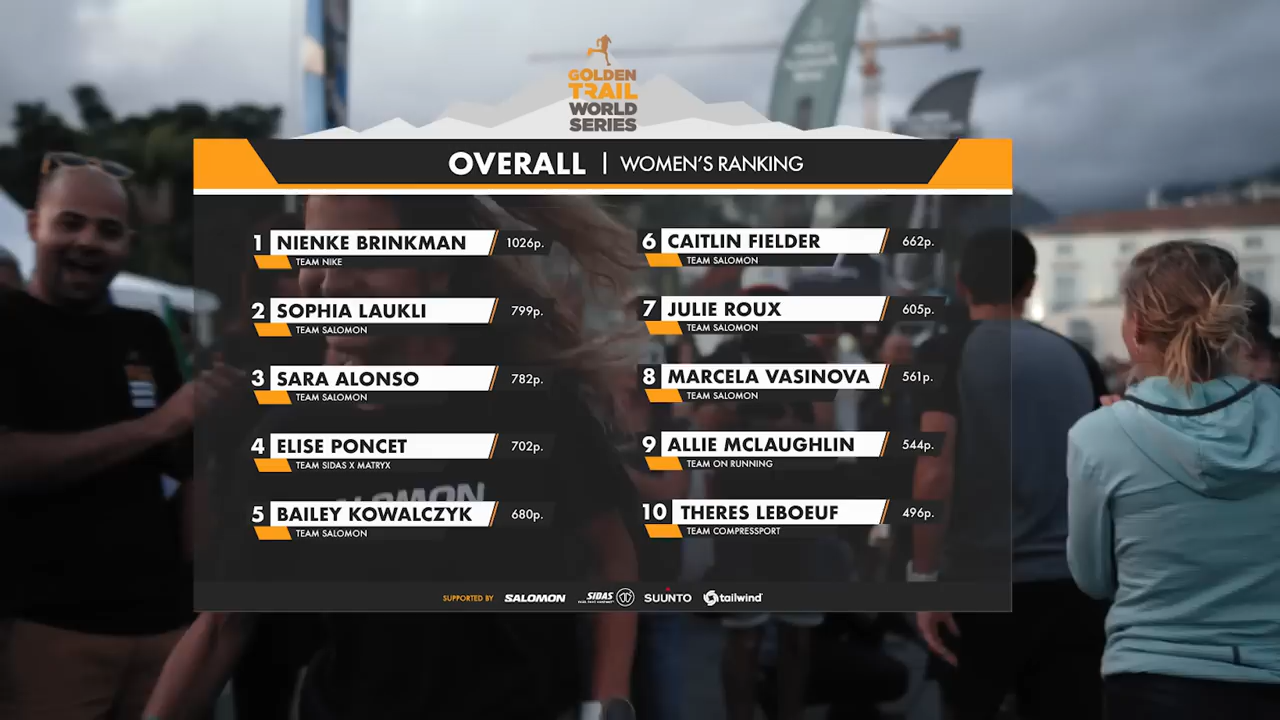 GOLDEN
TRAIL
WORLD
SERIES
OVERALL | WOMEN'S RANKING
1 NIENKE BRINKMAN 1026p.
TEAM NIKE
2 SOPHIA LAUKLI 799p.
TEAM SALOMON
3 SARA ALONSO 782p.
TEAM SALOMON
4 ELISE PONCET 702p.
TEAM SIDAS X MATRYX
5 BAILEY KOWALCZYK 680p.
TEAM SALOMON
6 CAITLIN FIELDER 662p.
TEAM SALOMON
7 JULIE ROUX 605p.
TEAM SALOMON
8 MARCELA VASINOVA 561p.
TEAM SALOMON
9 ALLIE MCLAUGHLIN 544p.
TEAM ON RUNNING
10 THERES LEBOEUF 496p.
TEAM COMPRESSPORT
SALOMON
SUPPORTED BY SALOMON SIDAS SUUNTO tailwind